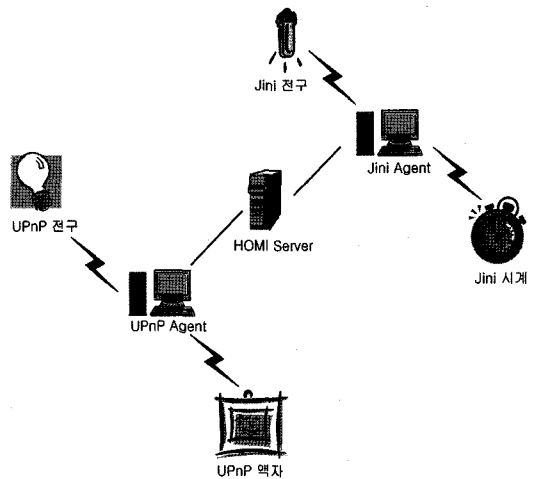 Jini 전구
Jini Agent
UPnP 전구
HOMI Server
Jini 시계
UPnP Agent
UPnP 액자